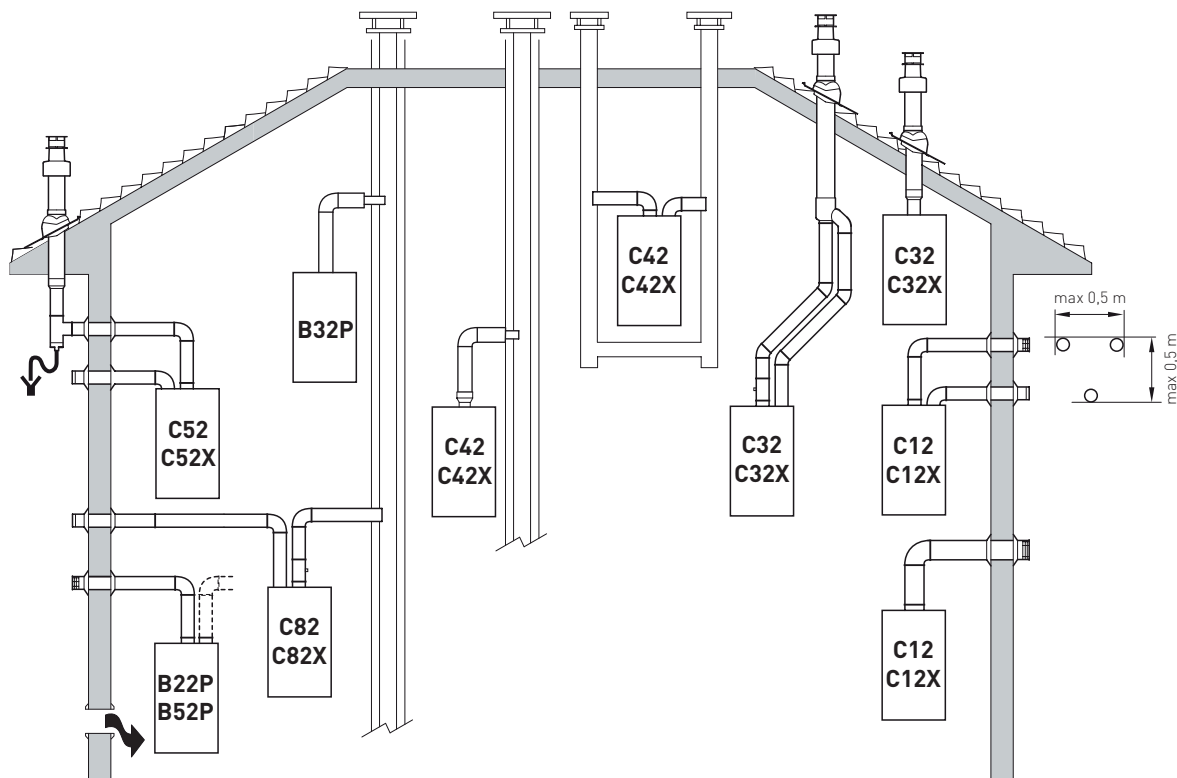 C42
C42X
C32
C32X
B32P
max 0,5 m
max 0,5 m
C52
C52X
C42
C42X
C32
C32X
C12
C12X
C82
C82X
B22P
B52P
C12
C12X